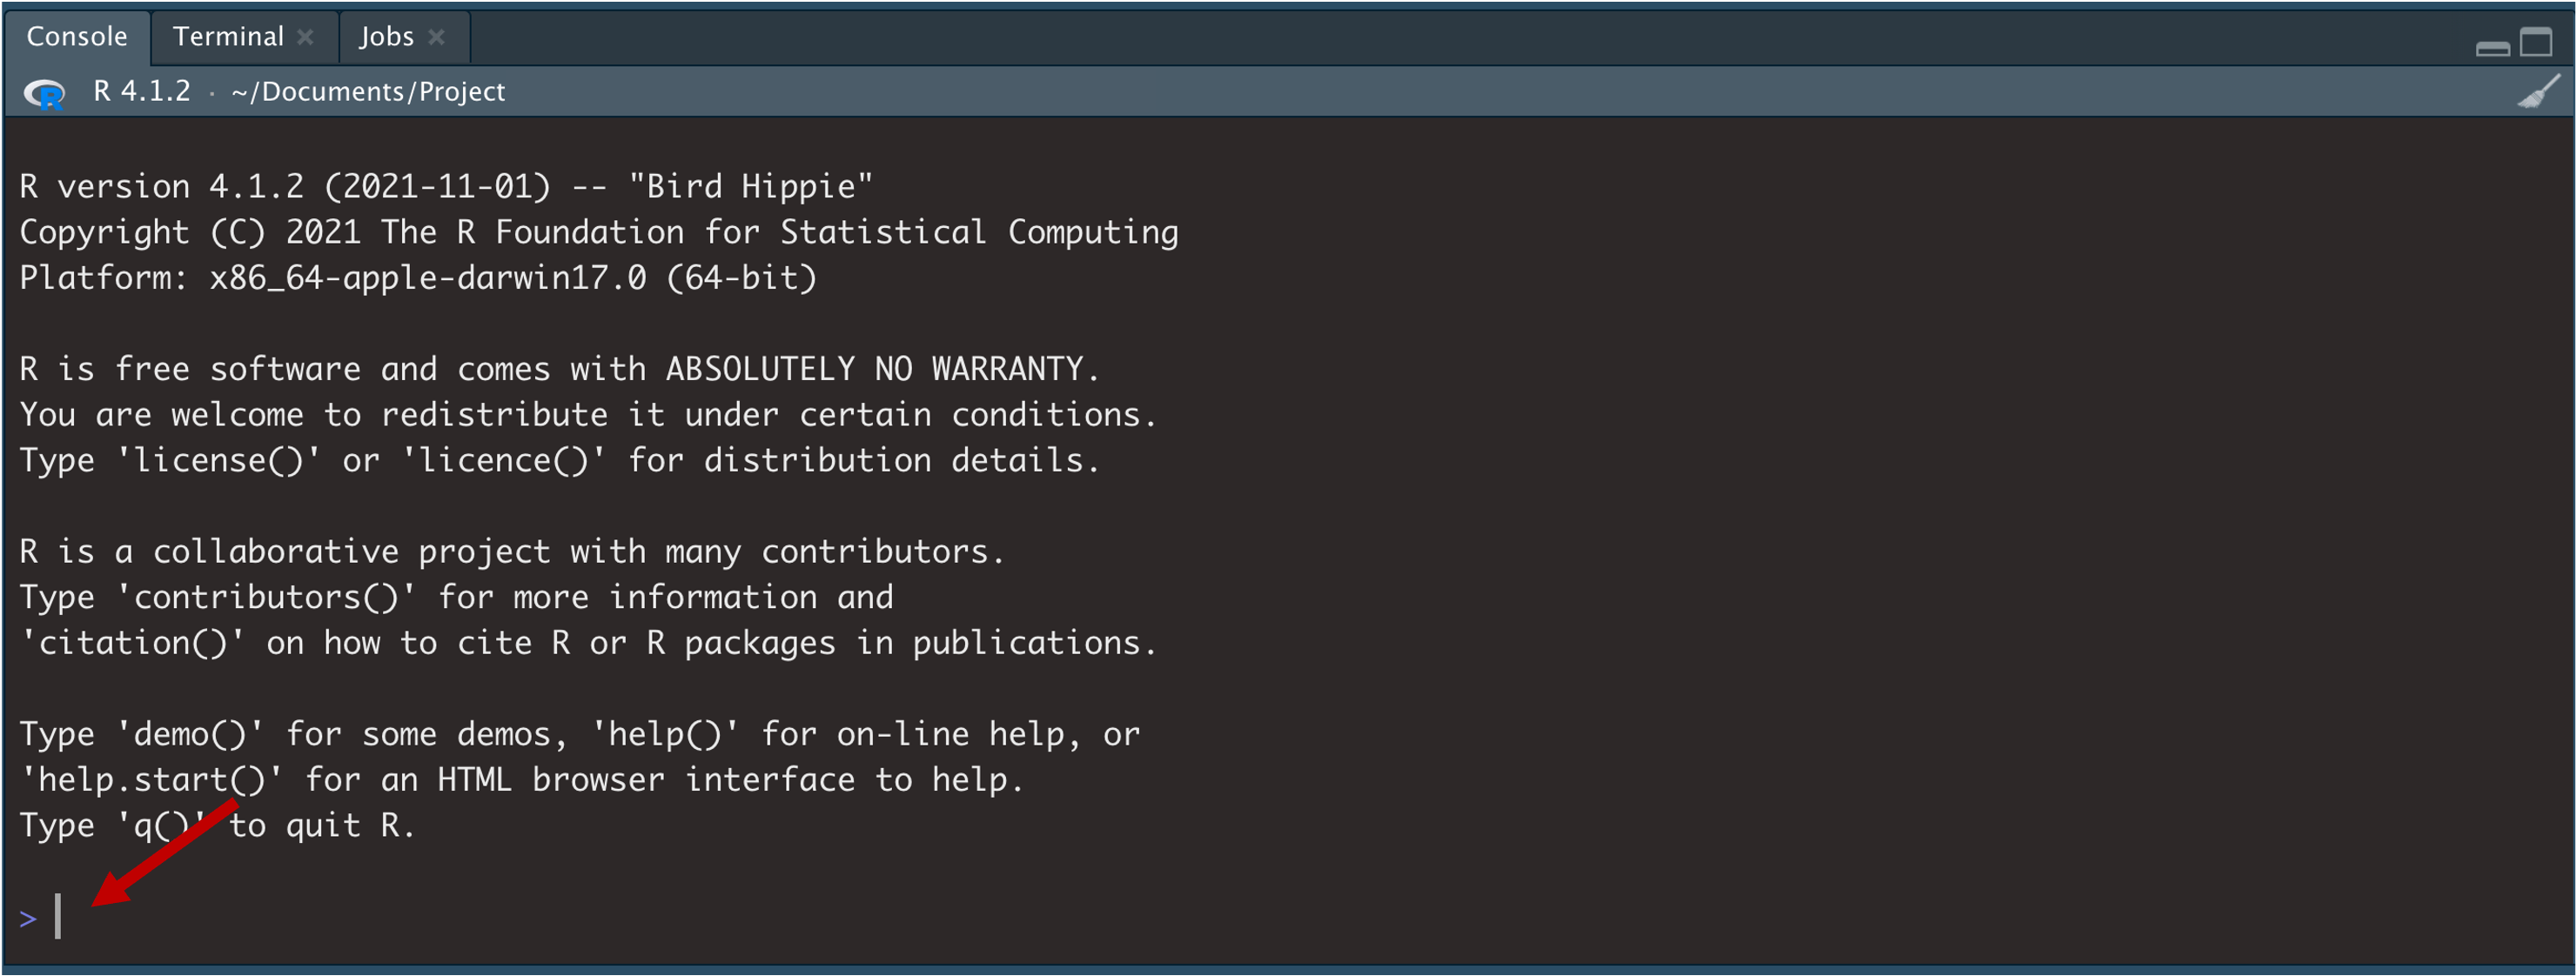 Console Terminal Jobs
R 4.1.2 · ~/Documents/Project
R version 4.1.2 (2021-11-01) -- "Bird Hippie"
Copyright (C) 2021 The R Foundation for Statistical Computing
Platform: x86_64-apple-darwin17.0 (64-bit)
R is free software and comes with ABSOLUTELY NO WARRANTY.
You are welcome to redistribute it under certain conditions.
Type 'license()' or 'licence()' for distribution details.
R is a collaborative project with many contributors.
Type 'contributors()' for more information and
'citation()' on how to cite R or R packages in publications.
Type 'demo()' for some demos, 'help()' for on-line help, or
'help.start()' for an HTML browser interface to help.
Type 'q()' to quit R.
>